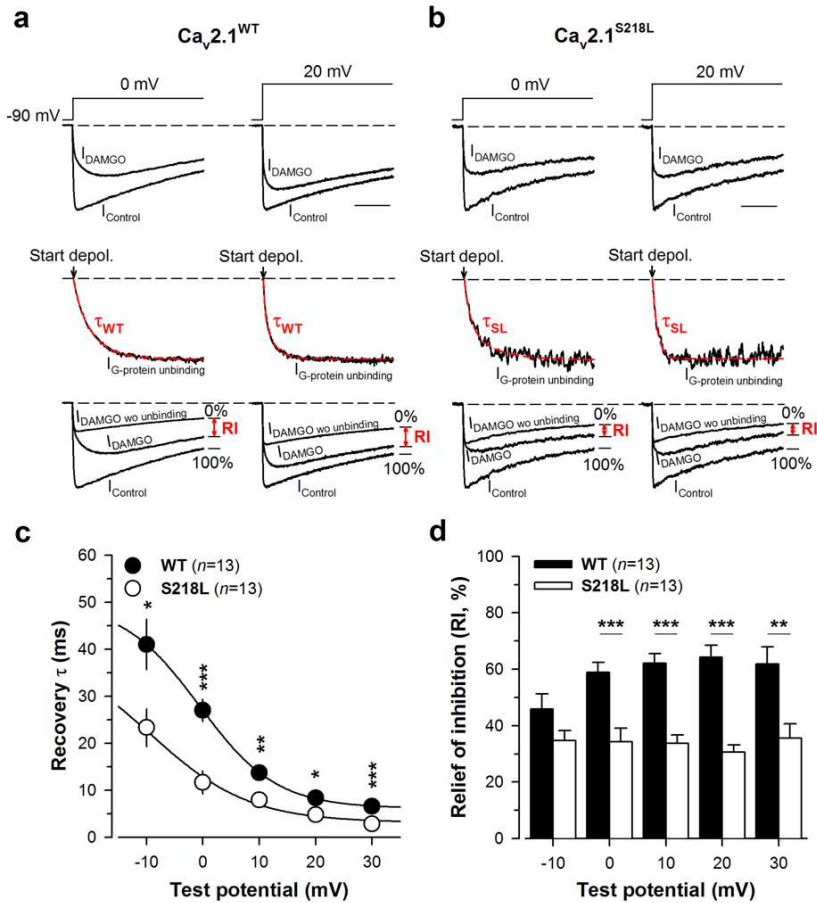 a
Cav2.1WT
0 mV
20 mV
-90 mV
IDAMGO
IControl
IDAMGO
IControl
Start depol.
Start depol.
τWT
τWT
IG-protein unbinding
IG-protein unbinding
IDAMGO wo unbinding
0%
RI
IDAMGO
100%
IControl
IDAMGO wo unbinding
0%
RI
IDAMGO
100%
IControl
b
Cav2.1S218L
0 mV
20 mV
IDAMGO
IControl
IDAMGO
IControl
Start depol.
Start depol.
τSL
τSL
IG-protein unbinding
IG-protein unbinding
IDAMGO wo unbinding
0%
RI
IDAMGO
100%
IControl
IDAMGO wo unbinding
0%
RI
IDAMGO
100%
IControl
c
60
50
40
30
20
10
0
Recovery τ (ms)
WT (n=13)
S218L (n=13)
*
***
**
*
***
-10 0 10 20 30
Test potential (mV)
d
100
80
60
40
20
0
Relief of inhibition (RI, %)
WT (n=13)
S218L (n=13)
*** *** *** **
-10 0 10 20 30
Test potential (mV)